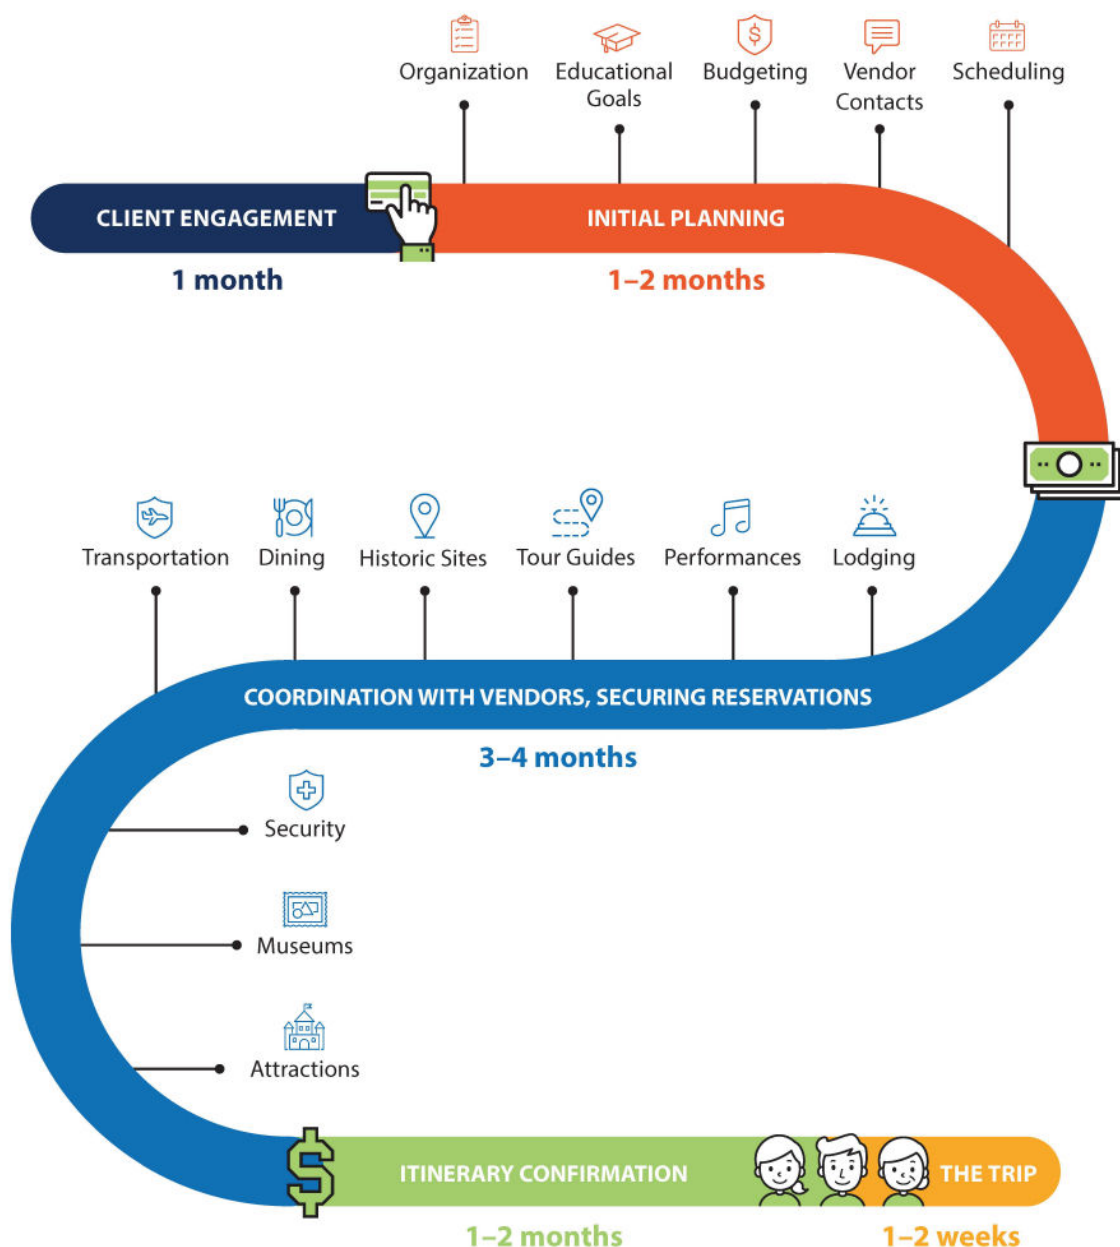 Organization
Educational
Goals
Budgeting
Vendor
Contacts
Scheduling
CLIENT ENGAGEMENT
INITIAL PLANNING
1 month
1–2 months
Transportation
Dining
Historic Sites
Tour Guides
Performances
Lodging
COORDINATION WITH VENDORS, SECURING RESERVATIONS
3–4 months
Security
Museums
Attractions
ITINERARY CONFIRMATION
THE TRIP
1–2 months
1–2 weeks